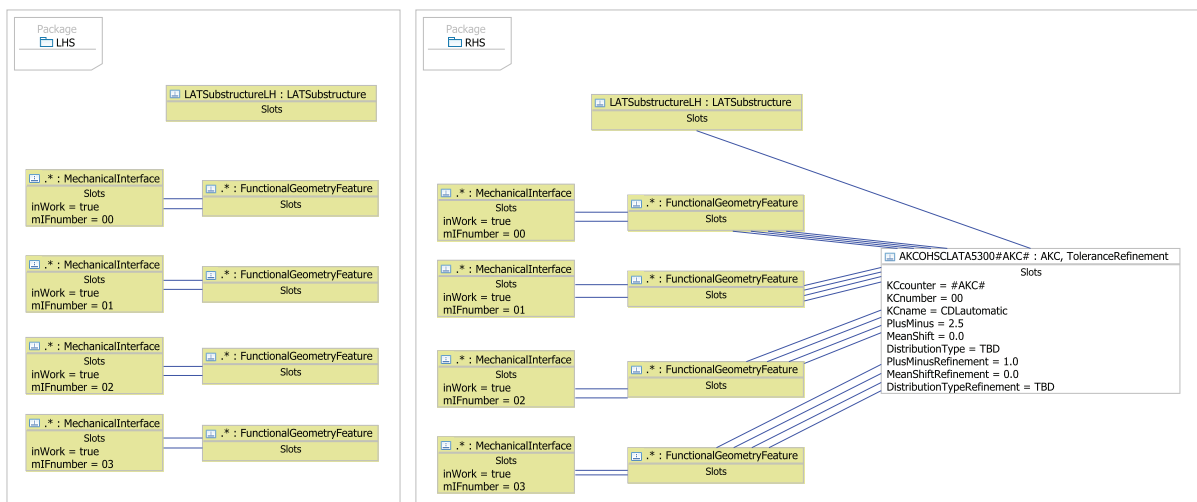 Package
LHS
LATSubstructureLH : LATSubstructure
Slots
.* : MechanicalInterface
Slots
inWork = true
mIFnumber = 00
.* : FunctionalGeometryFeature
Slots
.* : MechanicalInterface
Slots
inWork = true
mIFnumber = 01
.* : FunctionalGeometryFeature
Slots
.* : MechanicalInterface
Slots
inWork = true
mIFnumber = 02
.* : FunctionalGeometryFeature
Slots
.* : MechanicalInterface
Slots
inWork = true
mIFnumber = 03
.* : FunctionalGeometryFeature
Slots
Package
RHS
LATSubstructureLH : LATSubstructure
Slots
.* : MechanicalInterface
Slots
inWork = true
mIFnumber = 00
.* : FunctionalGeometryFeature
Slots
.* : MechanicalInterface
Slots
inWork = true
mIFnumber = 01
.* : FunctionalGeometryFeature
Slots
.* : MechanicalInterface
Slots
inWork = true
mIFnumber = 02
.* : FunctionalGeometryFeature
Slots
.* : MechanicalInterface
Slots
inWork = true
mIFnumber = 03
.* : FunctionalGeometryFeature
Slots
AKCOHSCLATA5300#AKC# : AKC, ToleranceRefinement
Slots
KCcounter = #AKC#
KCnumber = 00
KCname = CDLautomatic
PlusMinus = 2.5
MeanShift = 0.0
DistributionType = TBD
PlusMinusRefinement = 1.0
MeanShiftRefinement = 0.0
DistributionTypeRefinement = TBD